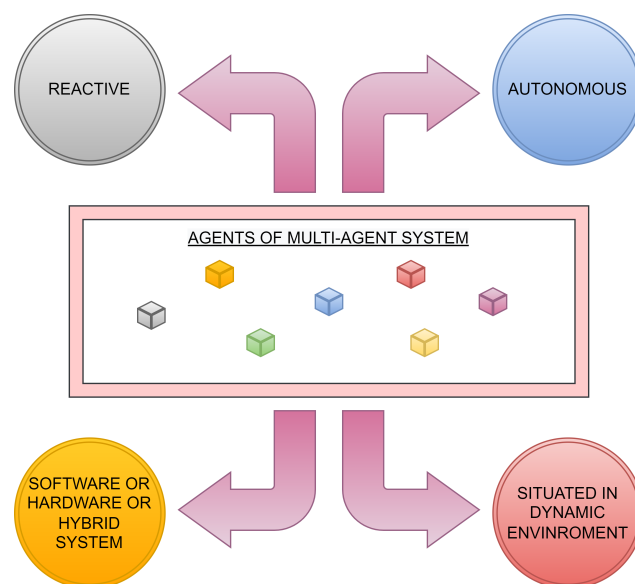 REACTIVE
AUTONOMOUS
AGENTS OF MULTI-AGENT SYSTEM
SOFTWARE OR
HARDWARE OR
HYBRID
SYSTEM
SITUATED IN
DYNAMIC
ENVINROMENT